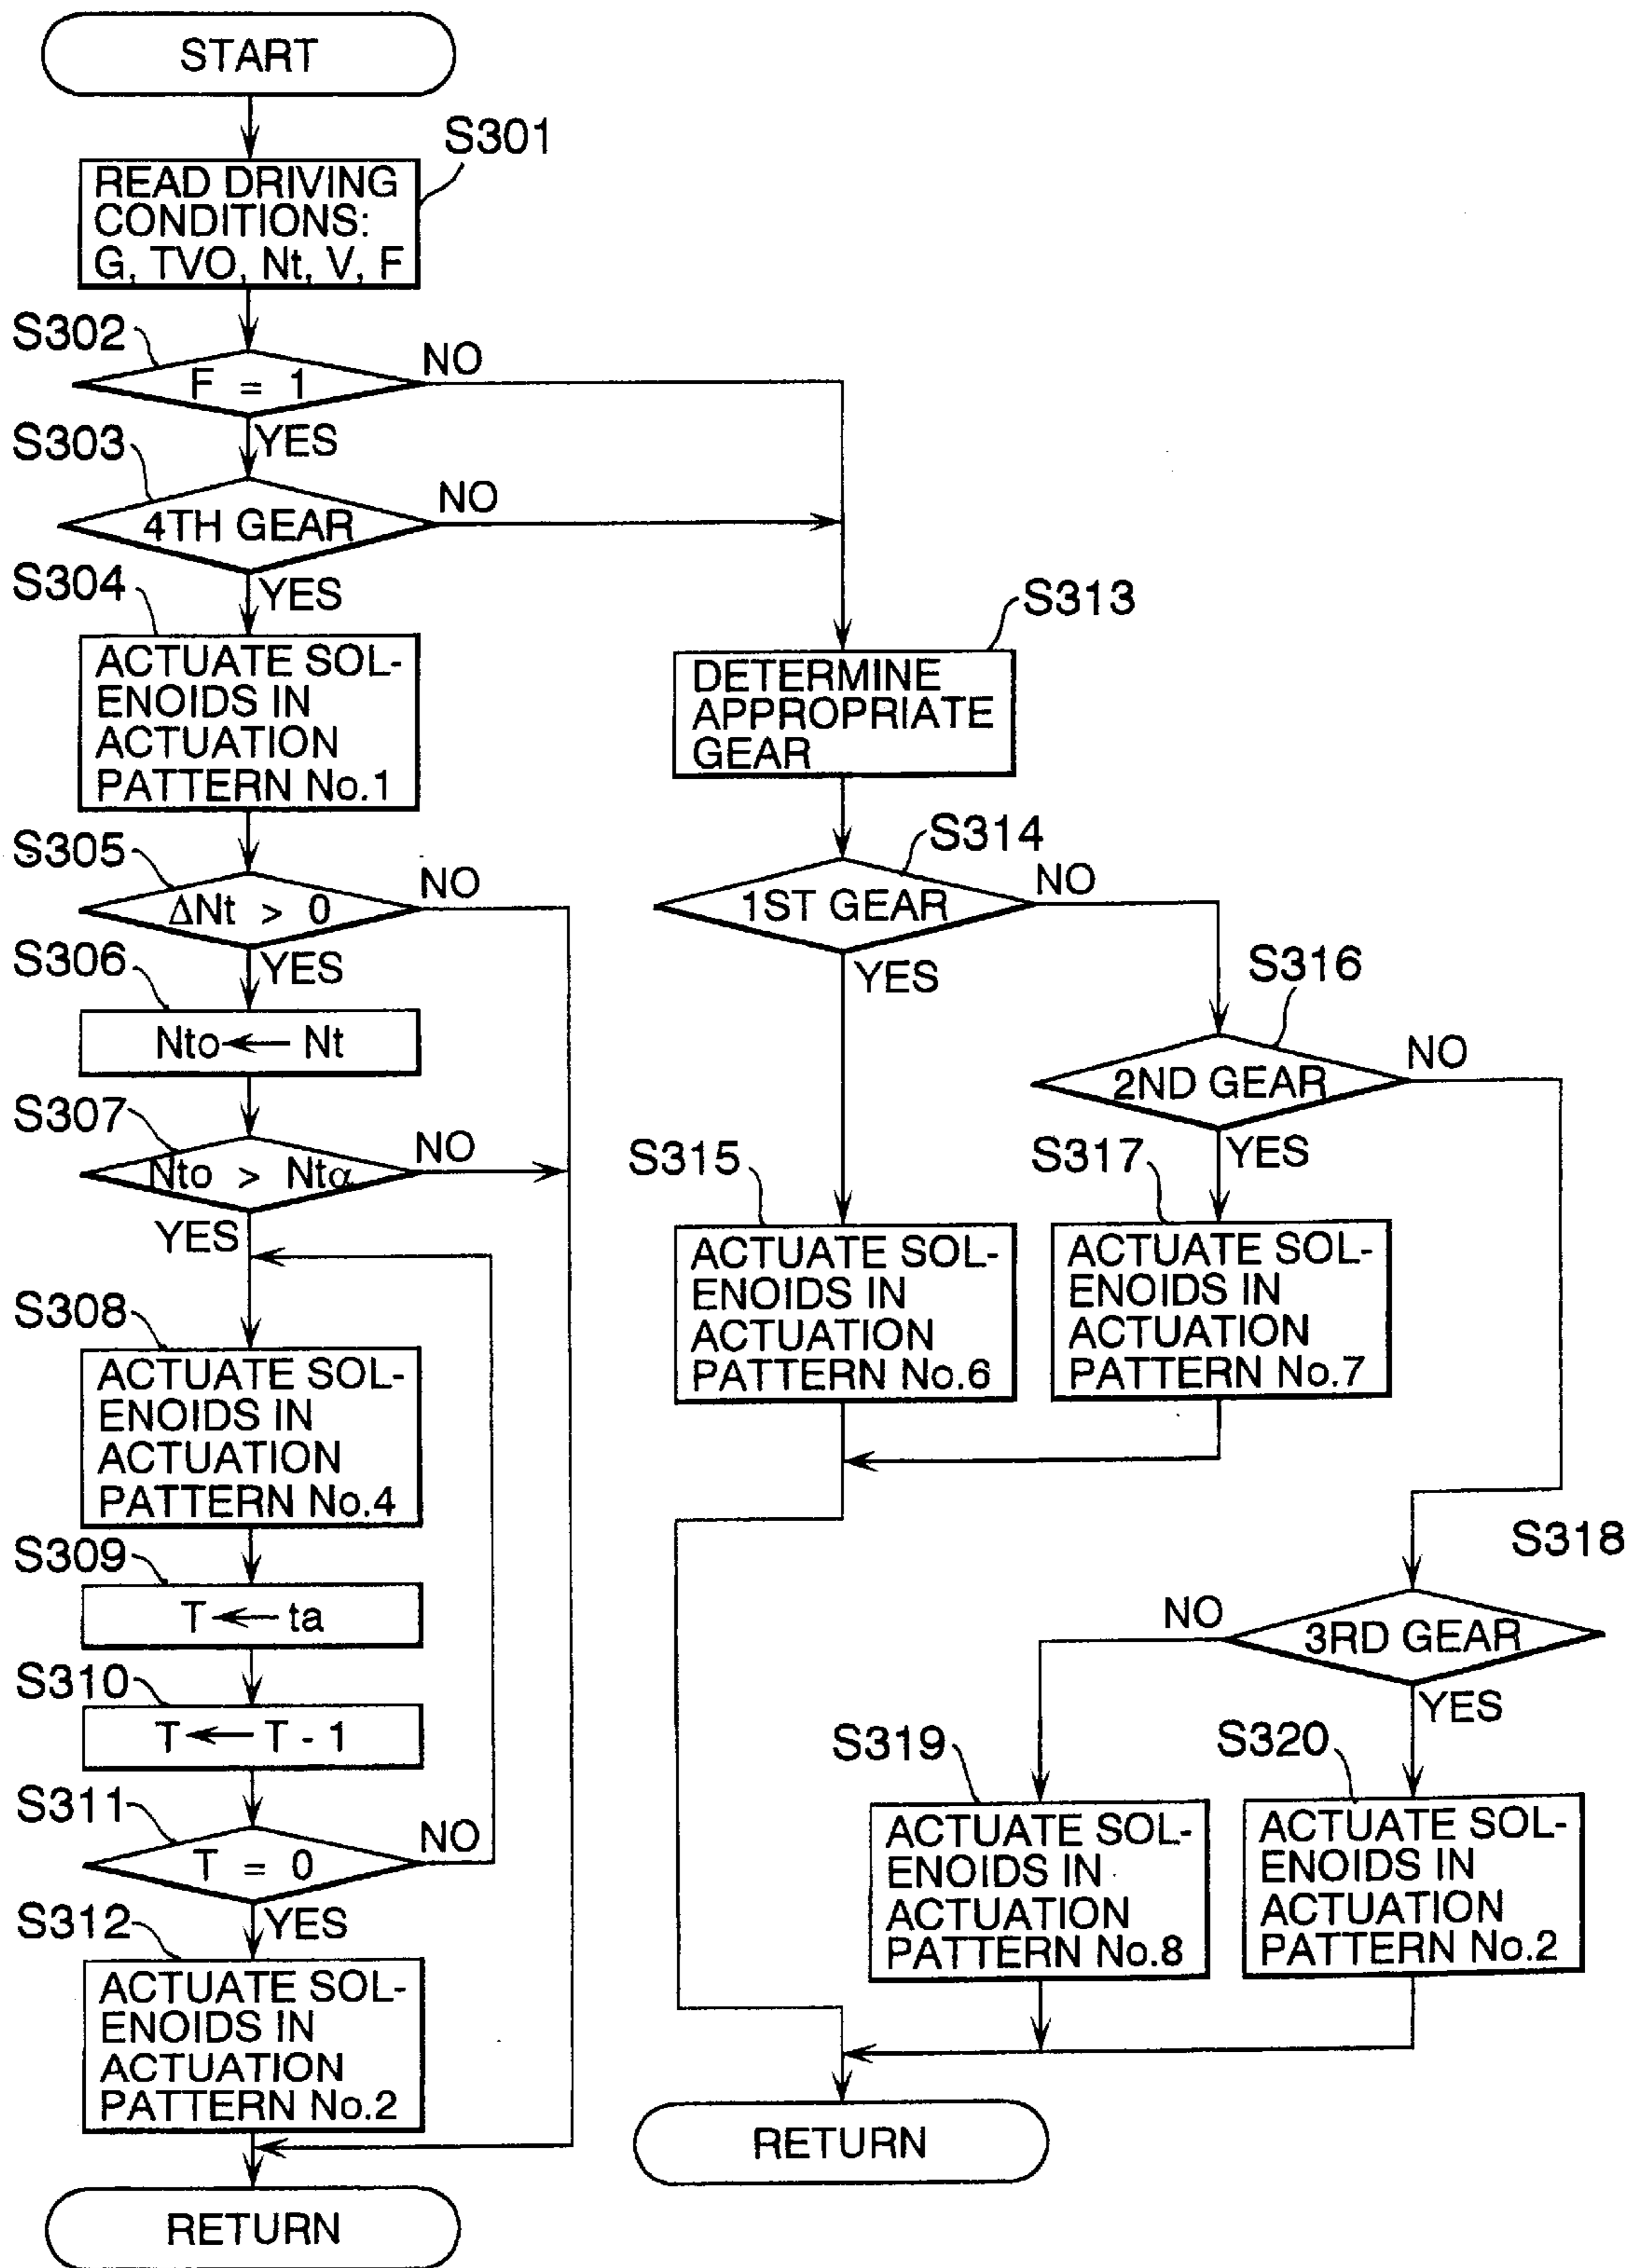 START
S301
READ DRIVING
CONDITIONS:
G, TVO, Nt, V, F
S302
F = 1
NO
YES
S303
4TH GEAR
NO
YES
S304
ACTUATE SOL-
ENOIDS IN
ACTUATION
PATTERN No.1
S305
ΔNt > 0
NO
YES
S306
Nto ← Nt
S307
Nto > Ntα
NO
YES
S308
ACTUATE SOL-
ENOIDS IN
ACTUATION
PATTERN No.4
S309
T ← ta
S310
T ← T - 1
S311
T = 0
NO
YES
S312
ACTUATE SOL-
ENOIDS IN
ACTUATION
PATTERN No.2
RETURN
S313
DETERMINE
APPROPRIATE
GEAR
S314
1ST GEAR
NO
YES
S315
ACTUATE SOL-
ENOIDS IN
ACTUATION
PATTERN No.6
S316
2ND GEAR
NO
YES
S317
ACTUATE SOL-
ENOIDS IN
ACTUATION
PATTERN No.7
S318
3RD GEAR
NO
YES
S319
ACTUATE SOL-
ENOIDS IN
ACTUATION
PATTERN No.8
S320
ACTUATE SOL-
ENOIDS IN
ACTUATION
PATTERN No.2
RETURN